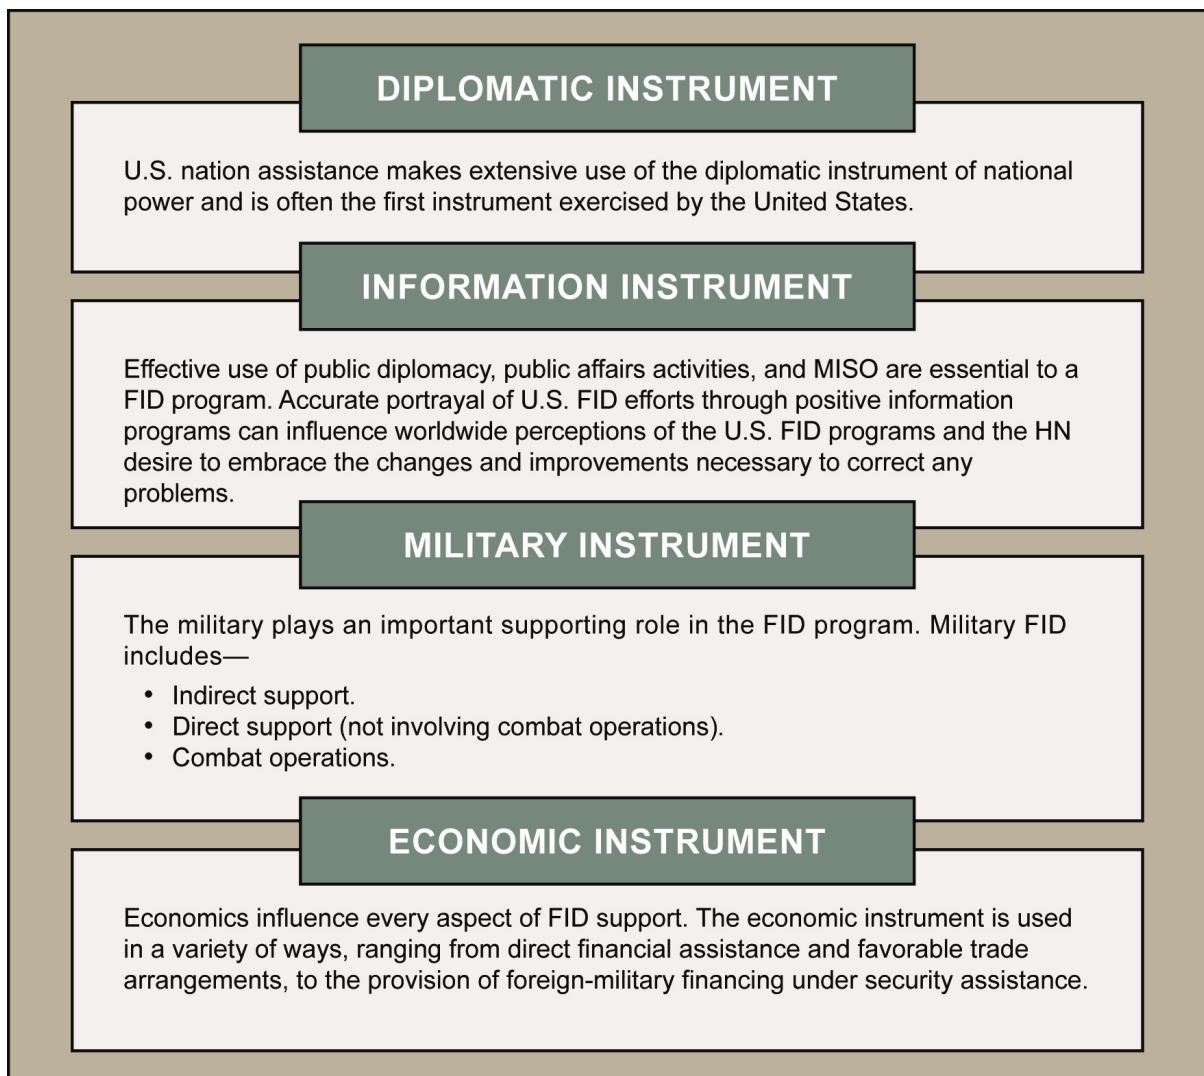 DIPLOMATIC INSTRUMENT
U.S. nation assistance makes extensive use of the diplomatic instrument of national
power and is often the first instrument exercised by the United States.
INFORMATION INSTRUMENT
Effective use of public diplomacy, public affairs activities, and MISO are essential to a
FID program. Accurate portrayal of U.S. FID efforts through positive information
programs can influence worldwide perceptions of the U.S. FID programs and the HN
desire to embrace the changes and improvements necessary to correct any
problems.
MILITARY INSTRUMENT
The military plays an important supporting role in the FID program. Military FID
includes—
• Indirect support.
• Direct support (not involving combat operations).
• Combat operations.
ECONOMIC INSTRUMENT
Economics influence every aspect of FID support. The economic instrument is used
in a variety of ways, ranging from direct financial assistance and favorable trade
arrangements, to the provision of foreign-military financing under security assistance.